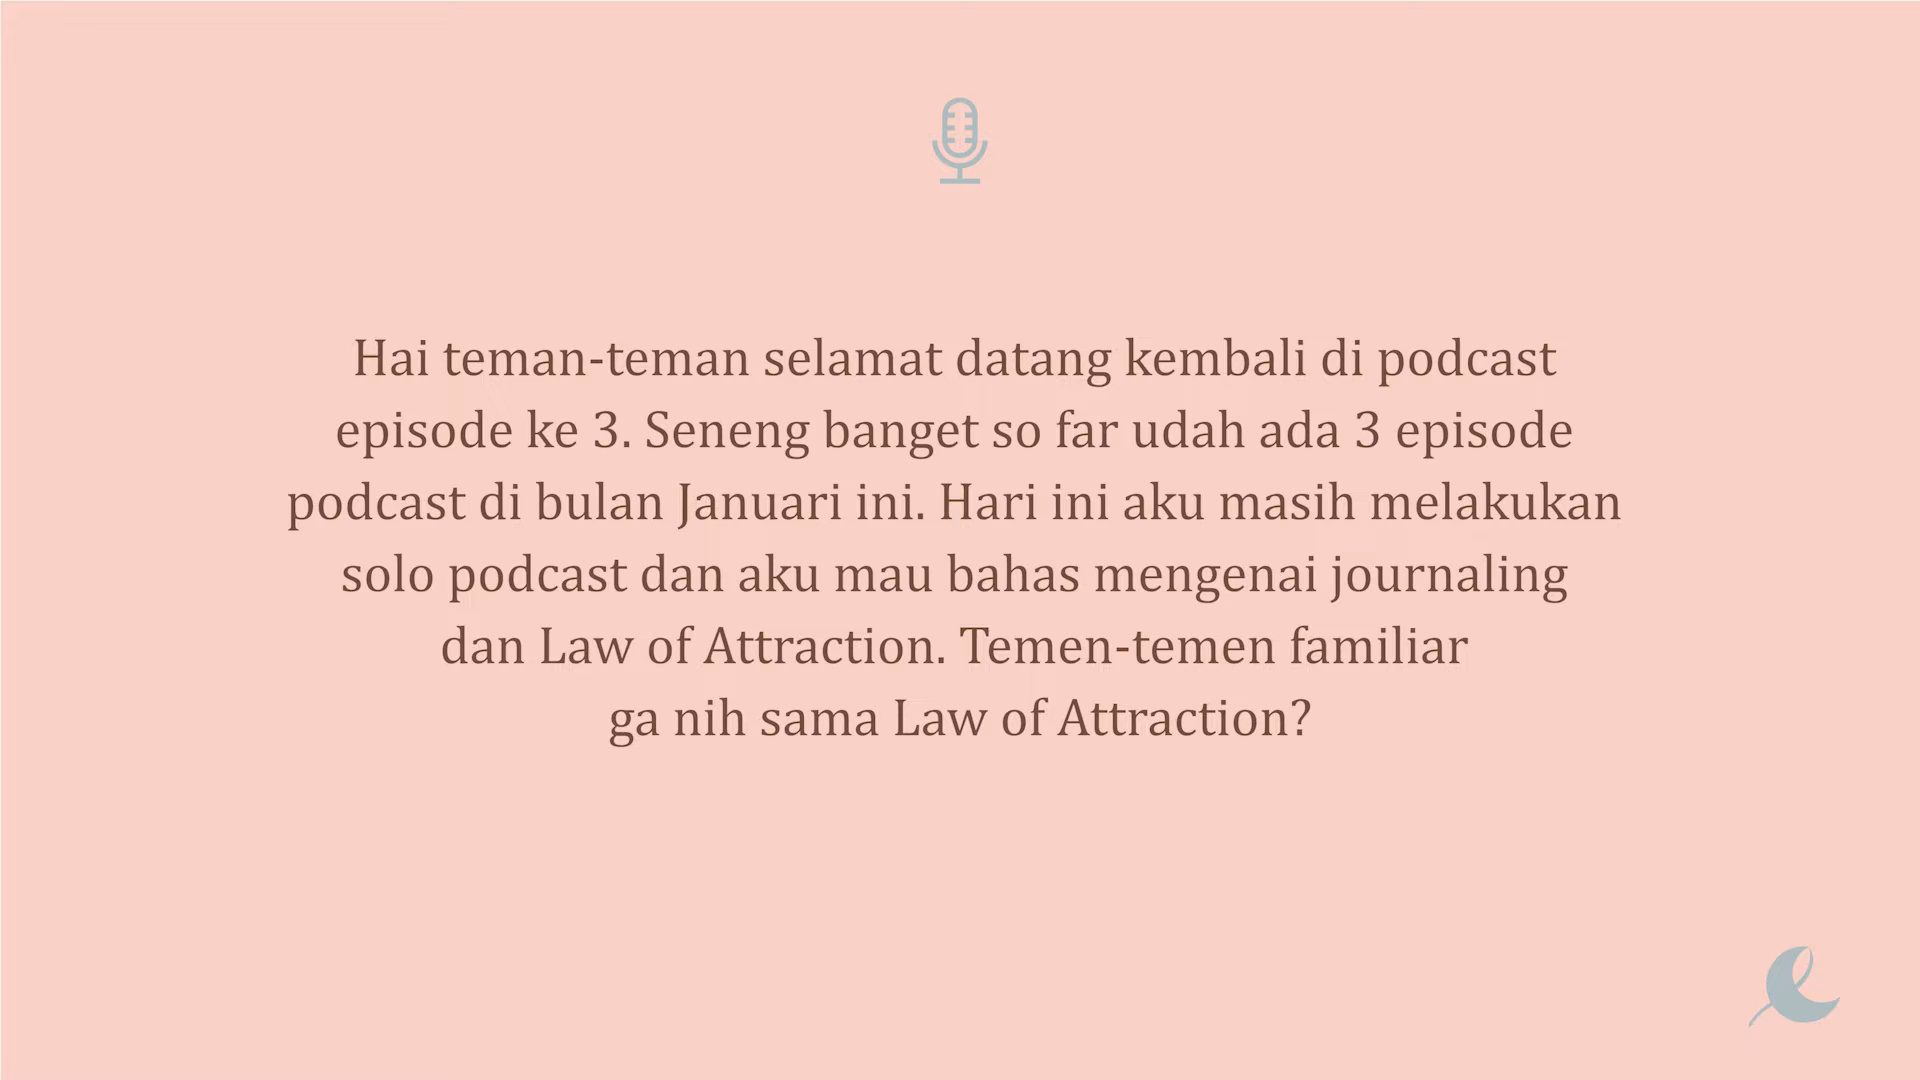 Hai teman-teman selamat datang kembali di podcast
episode ke 3. Seneng banget so far udah ada 3 episode
podcast di bulan Januari ini. Hari ini aku masih melakukan
solo podcast dan aku mau bahas mengenai journaling
dan Law of Attraction. Temen-temen familiar
ga nih sama Law of Attraction?